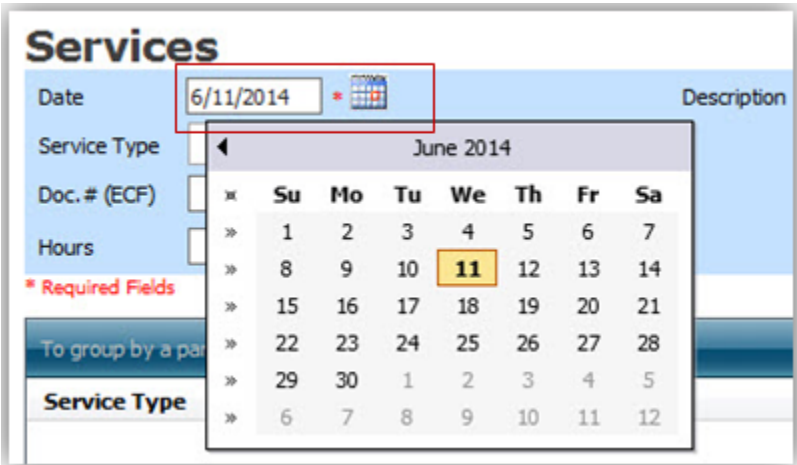 Services
Date 6/11/2014 * Description
Service Type
June 2014
Doc. # (ECF)
¤ Su Mo Tu We Th Fr Sa
» 1 2 3 4 5 6 7
Hours
» 8 9 10 11 12 13 14
* Required Fields
» 15 16 17 18 19 20 21
To group by a par
» 22 23 24 25 26 27 28
» 29 30 1 2 3 4 5
Service Type
» 6 7 8 9 10 11 12